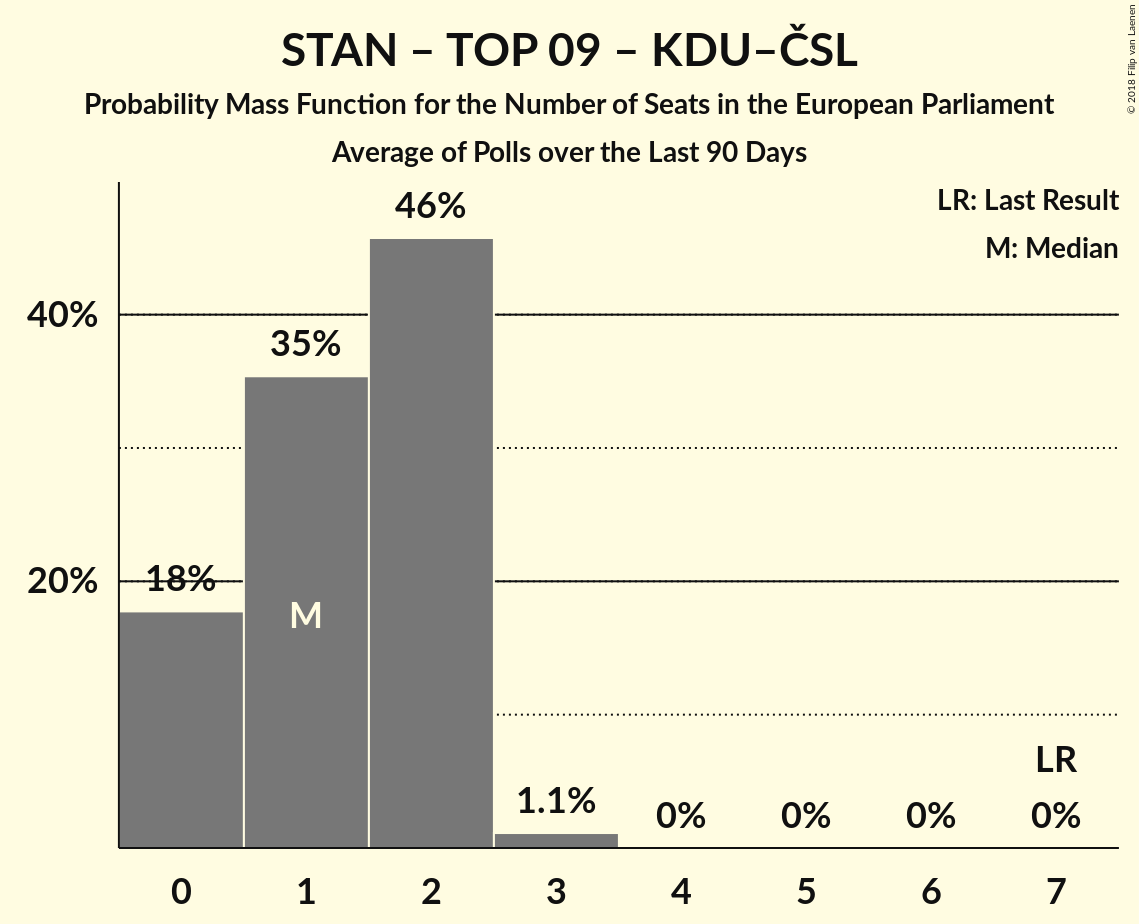 STAN – TOP 09 – KDU–ČSL
Probability Mass Function for the Number of Seats in the European Parliament
Average of Polls over the Last 90 Days
© 2018 Filip van Laenen
LR: Last Result
M: Median
46%
40%
35%
20%
18%
M
LR
1.1%
0%
0%
0%
0%
0
1
2
3
4
5
6
7